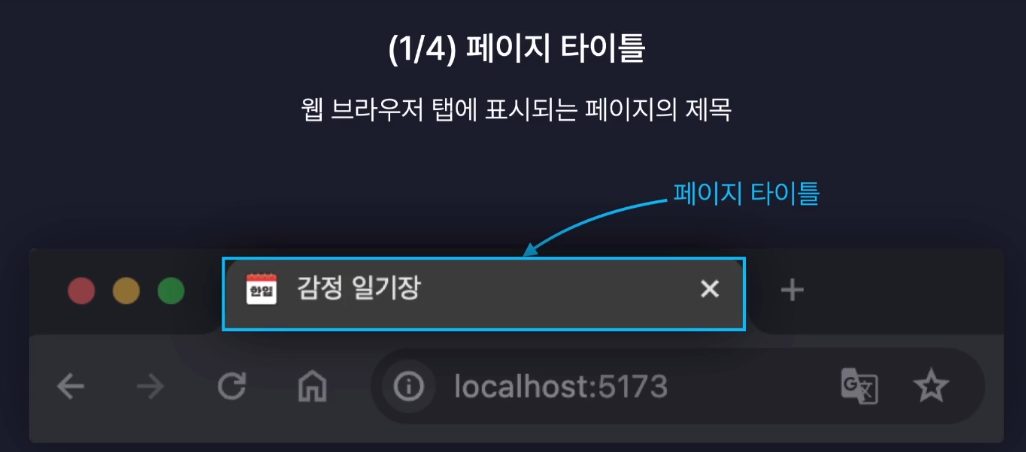 (1/4) 페이지 타이틀
웹 브라우저 탭에 표시되는 페이지의 제목
페이지 타이틀
한입 감정 일기장
localhost:5173